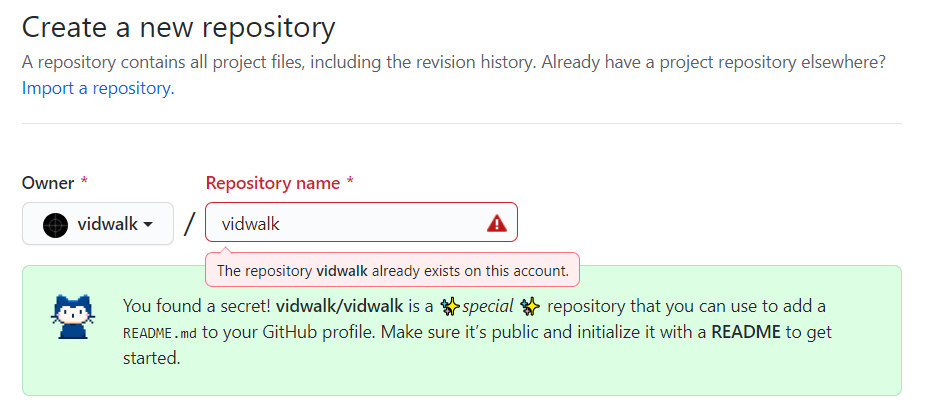 Create a new repository
A repository contains all project files, including the revision history. Already have a project repository elsewhere?
Import a repository.
Owner * Repository name *
vidwalk / vidwalk
The repository vidwalk already exists on this account.
You found a secret! vidwalk/vidwalk is a ✨special ✨ repository that you can use to add a
README.md to your GitHub profile. Make sure it’s public and initialize it with a README to get
started.